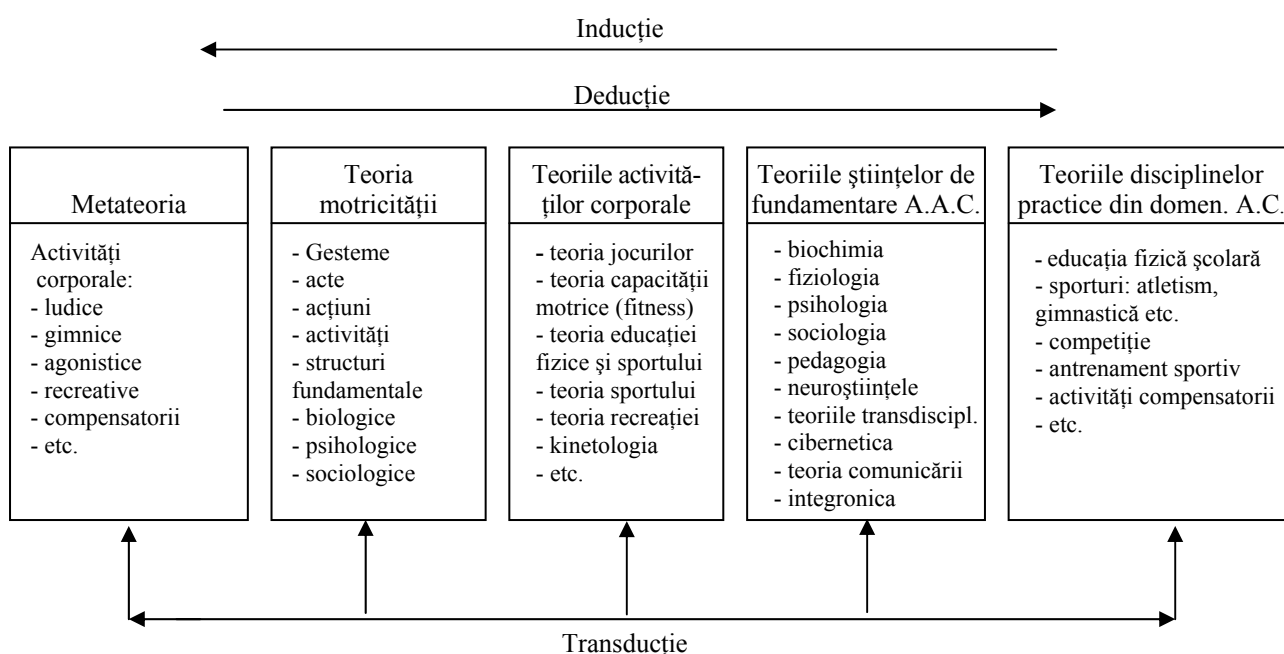 Inducție
Deducție
Metateoria
Activități
corporale:
- ludice
- gimnice
- agonistice
- recreative
- compensatorii
- etc.
Teoria
motricității
- Gesteme
- acte
- acțiuni
- activități
- structuri
fundamentale
- biologice
- psihologice
- sociologice
Teoriile activită-
ților corporale
- teoria jocurilor
- teoria capacității
motrice (fitness)
- teoria educației
fizice și sportului
- teoria sportului
- teoria recreației
- kinetologia
- etc.
Teoriile ştiințelor de
fundamentare A.A.C.
- biochimia
- fiziologia
- psihologia
- sociologia
- pedagogia
- neuroştiințele
- teoriile transdiscipl.
- cibernetica
- teoria comunicării
- integronica
Teoriile disciplinelor
practice din domen. A.C.
- educația fizică şcolară
- sporturi: atletism,
gimnastică etc.
- competiție
- antrenament sportiv
- activități compensatorii
- etc.
Transducție